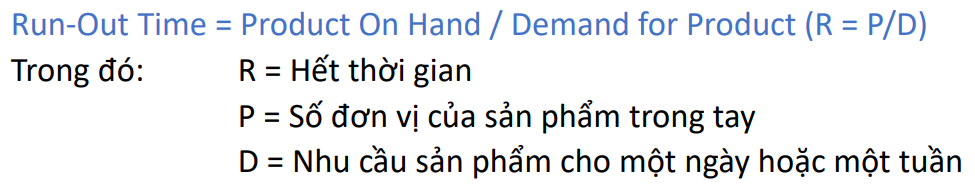 Run-Out Time = Product On Hand / Demand for Product (R = P/D)
Trong đó: R = Hết thời gian
P = Số đơn vị của sản phẩm trong tay
D = Nhu cầu sản phẩm cho một ngày hoặc một tuần